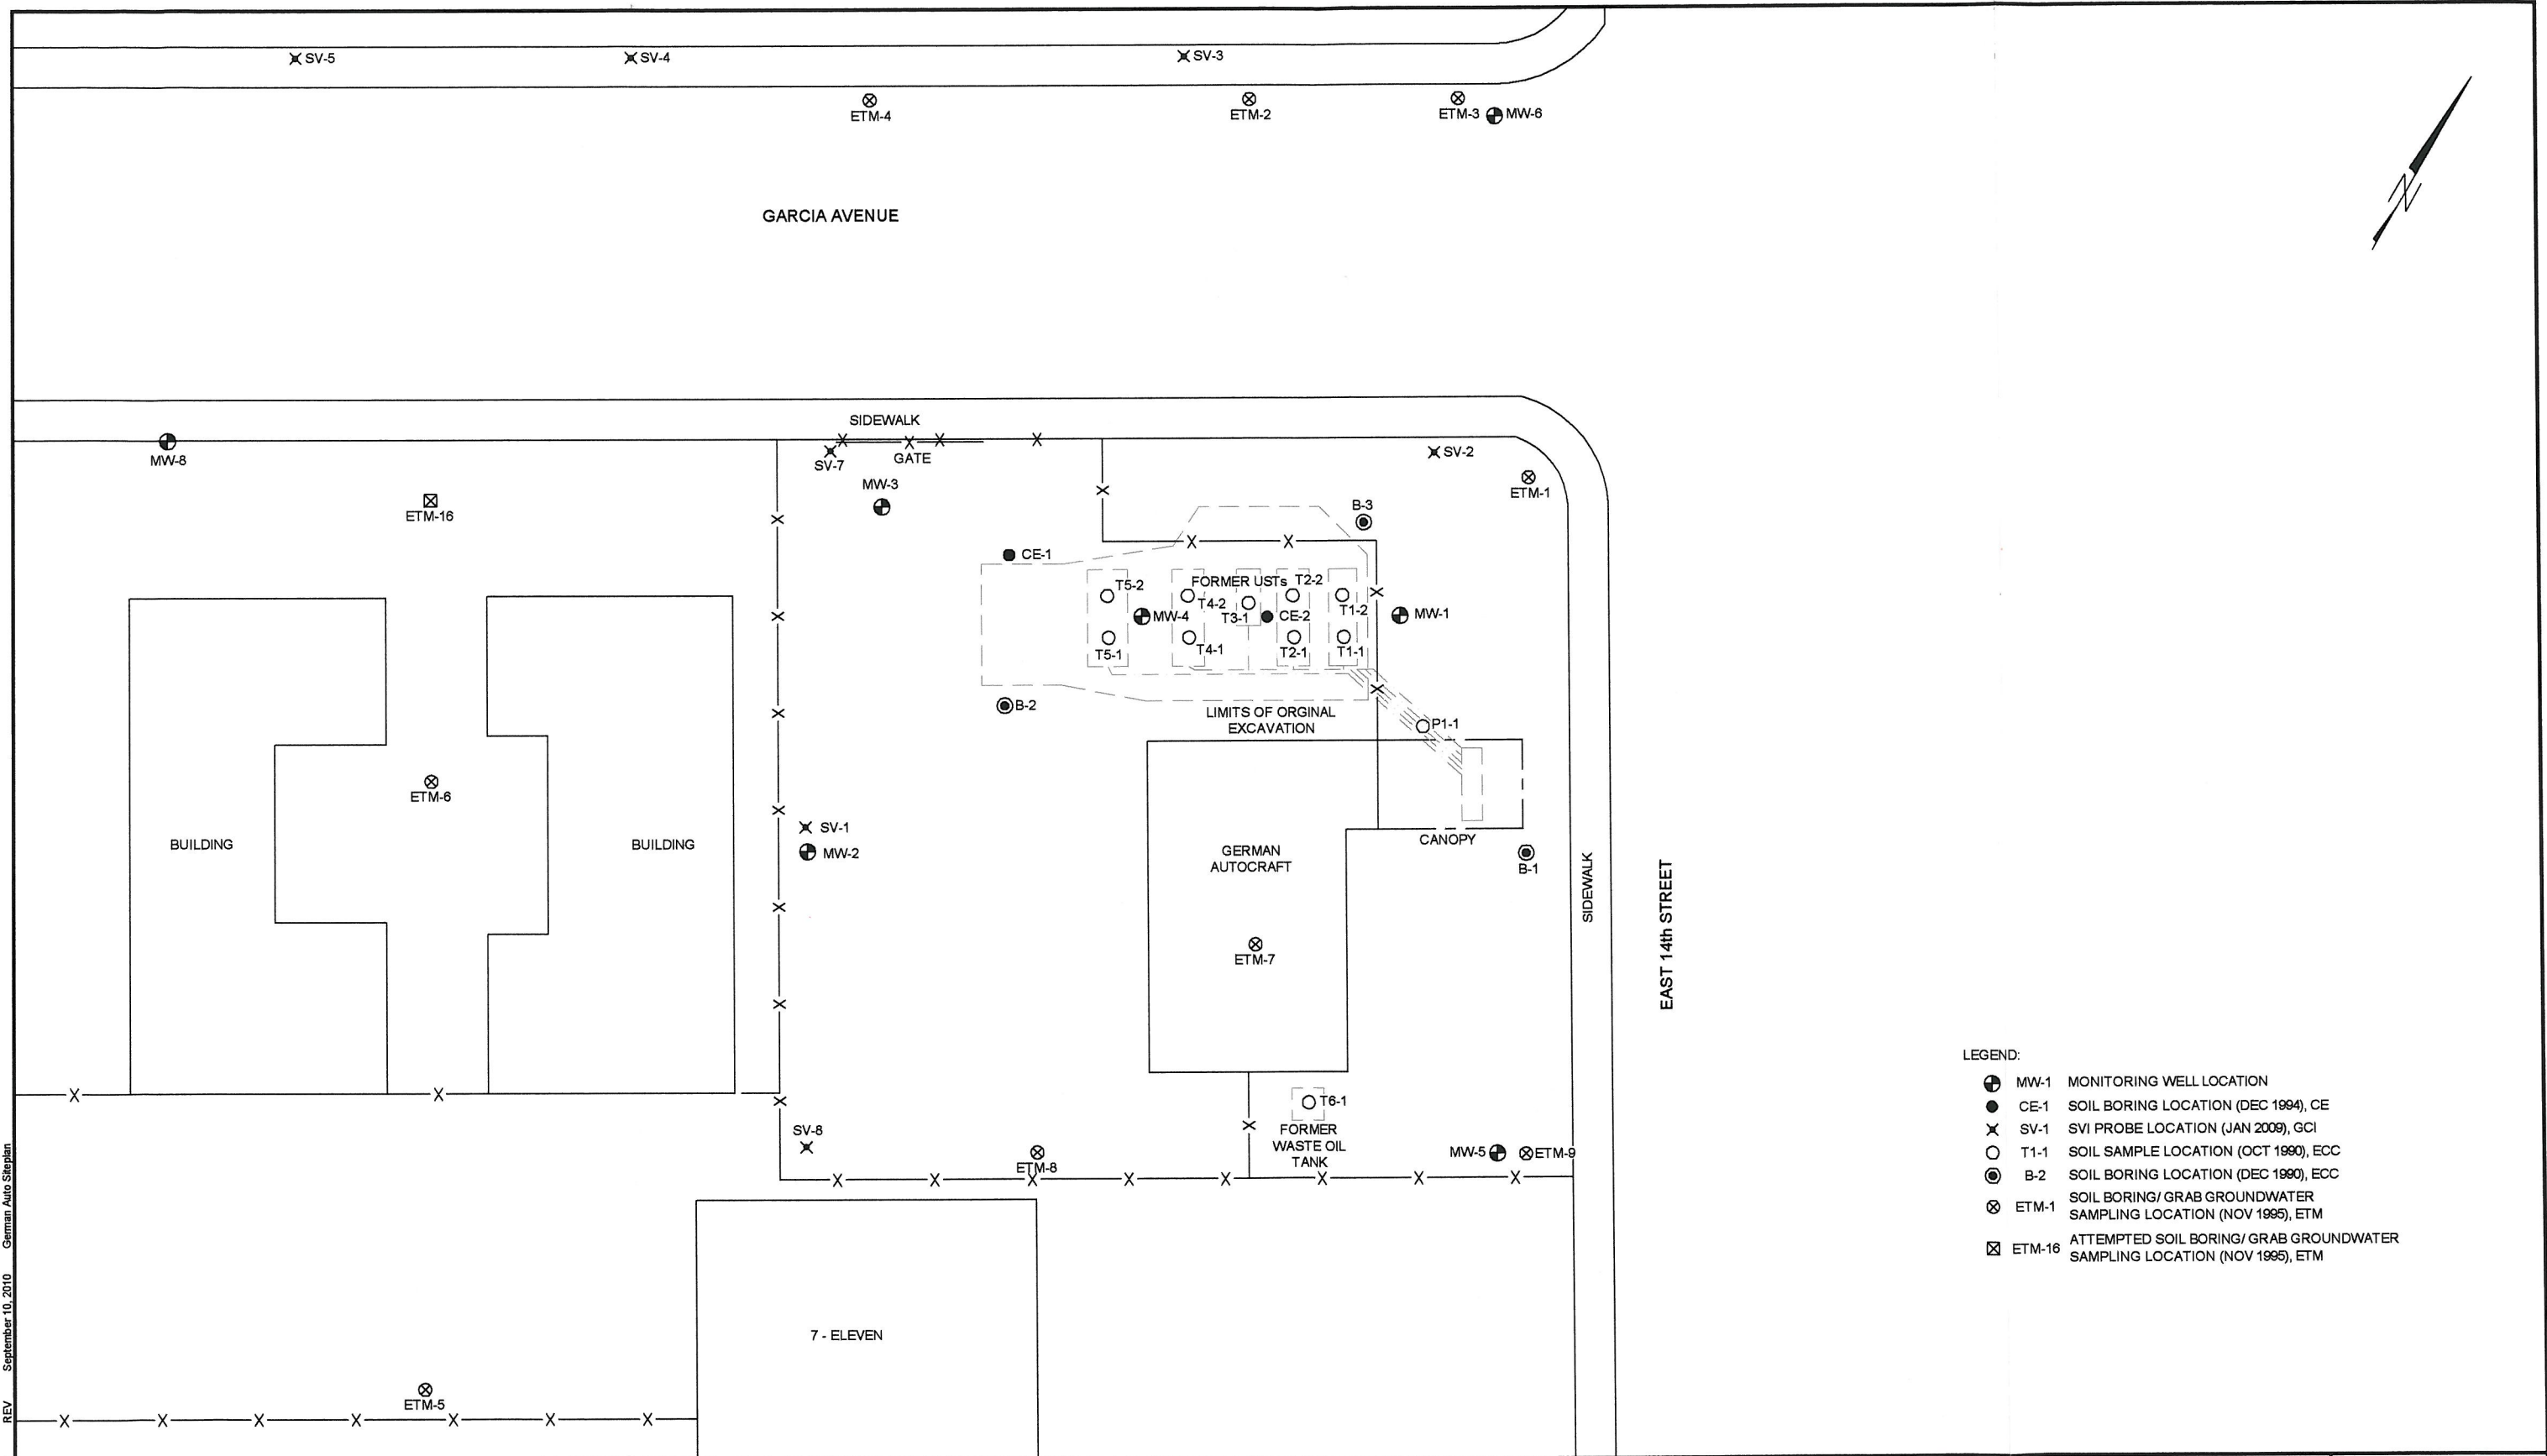 SV-5
SV-4
SV-3
ETM-4
ETM-2
ETM-3
MW-6
GARCIA AVENUE
N
SIDEWALK
MW-8
SV-7
GATE
SV-2
MW-3
ETM-16
ETM-1
B-3
CE-1
T5-2
FORMER USTs
T2-2
T4-2
T1-2
MW-4
T3-1
CE-2
MW-1
T5-1
T4-1
T2-1
T1-1
B-2
LIMITS OF ORGINAL
EXCAVATION
P1-1
ETM-6
SV-1
BUILDING
BUILDING
MW-2
GERMAN
AUTOCRAFT
CANOPY
B-1
SIDEWALK
EAST 14th STREET
ETM-7
T6-1
SV-8
FORMER
WASTE OIL
TANK
ETM-8
MW-5
ETM-9
7 - ELEVEN
ETM-5
LEGEND:
MW-1 MONITORING WELL LOCATION
CE-1 SOIL BORING LOCATION (DEC 1994), CE
SV-1 SVI PROBE LOCATION (JAN 2009), GCI
T1-1 SOIL SAMPLE LOCATION (OCT 1990), ECC
B-2 SOIL BORING LOCATION (DEC 1990), ECC
ETM-1 SOIL BORING/ GRAB GROUNDWATER
SAMPLING LOCATION (NOV 1995), ETM
ETM-16 ATTEMPTED SOIL BORING/ GRAB GROUNDWATER
SAMPLING LOCATION (NOV 1995), ETM
REV September 10, 2010 German Auto Siteplan